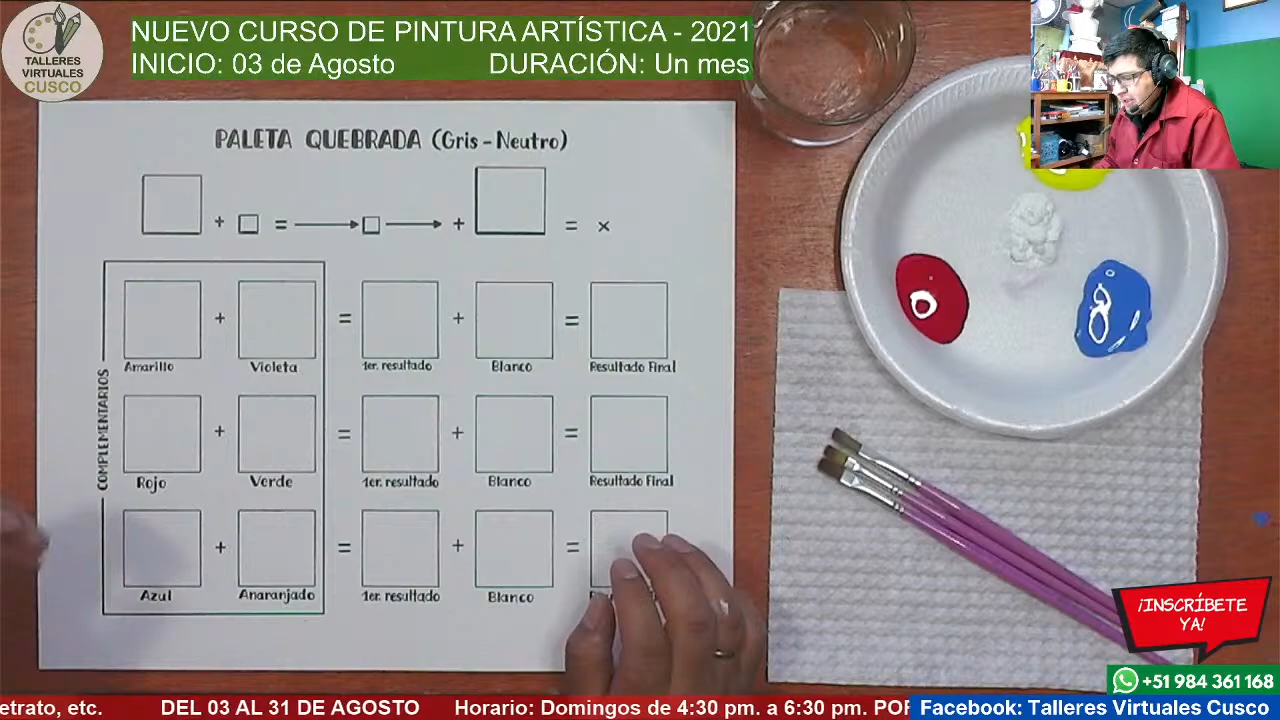 TALLERES
VIRTUALES
CUSCO
NUEVO CURSO DE PINTURA ARTÍSTICA - 2021
INICIO: 03 de Agosto DURACIÓN: Un mes
PALETA QUEBRADA (Gris - Neutro)
+ = + = x
COMPLEMENTARIOS
+ = + =
Amarillo Violeta 1er. resultado Blanco Resultado Final
+ = + =
Rojo Verde 1er. resultado Blanco Resultado Final
+ = + =
Azul Anaranjado 1er. resultado Blanco
¡INSCRÍBETE
YA!
+51 984 361 168
etrato, etc. DEL 03 AL 31 DE AGOSTO Horario: Domingos de 4:30 pm. a 6:30 pm. POR
Facebook: Talleres Virtuales Cusco